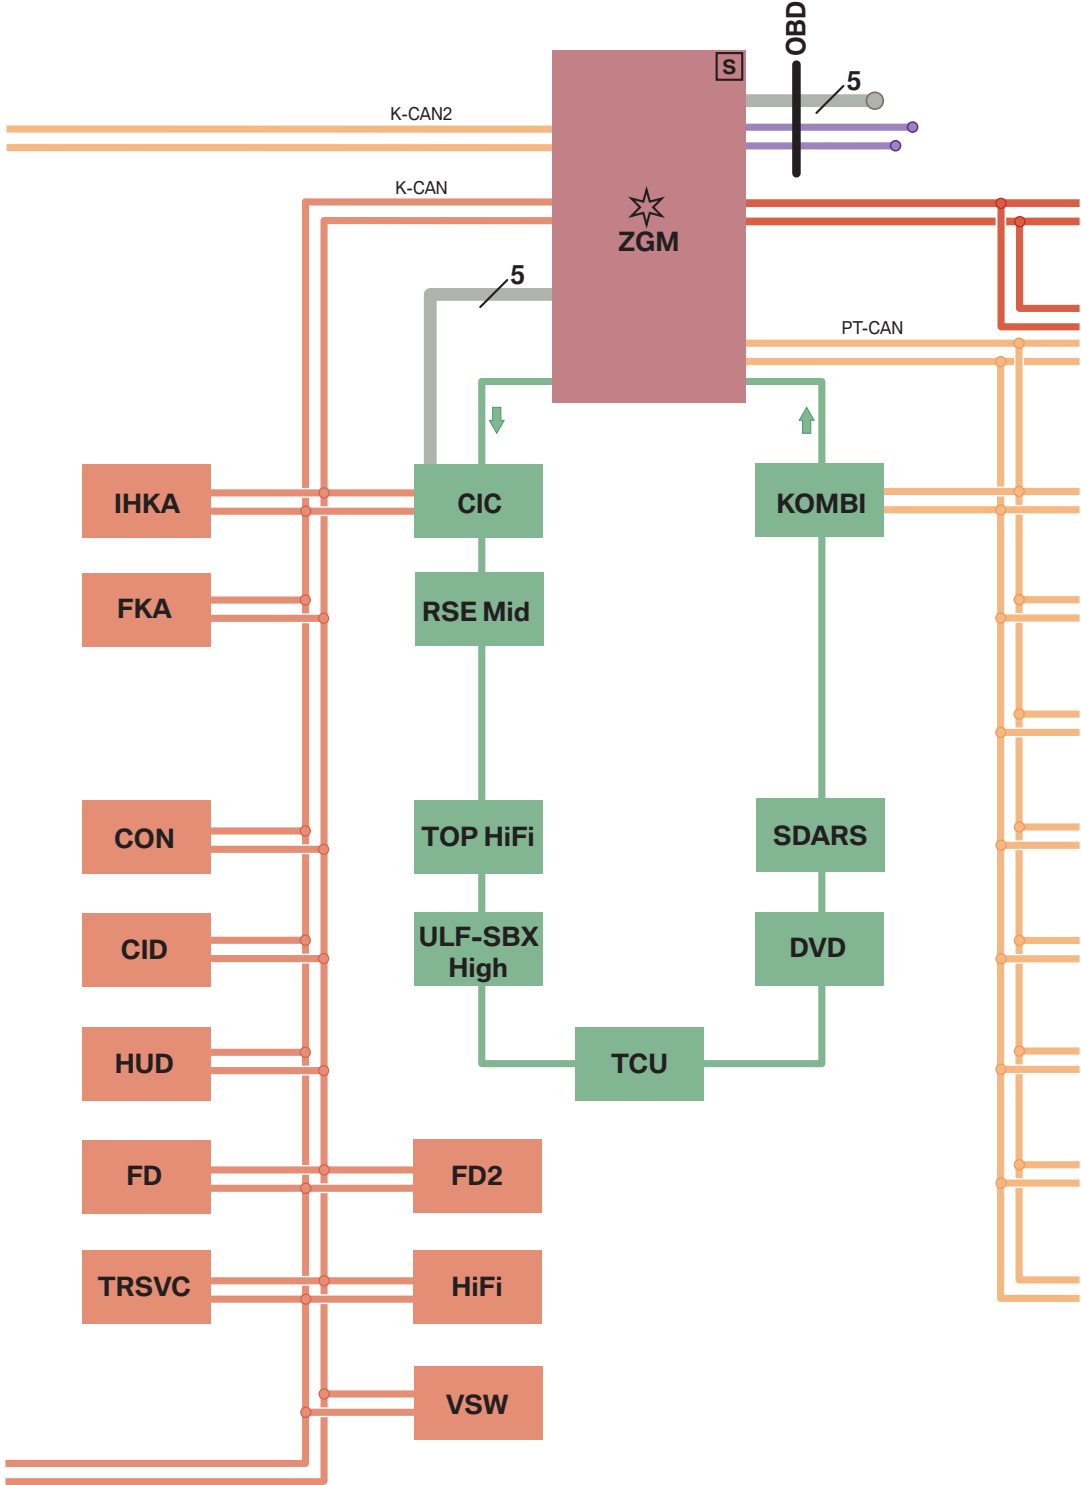 OBD
S
5
K-CAN2
K-CAN
ZGM
5
PT-CAN
IHKA
CIC
KOMBI
FKA
RSE Mid
CON
TOP HiFi
SDARS
CID
ULF-SBX
High
DVD
HUD
TCU
FD
FD2
TRSVC
HiFi
VSW